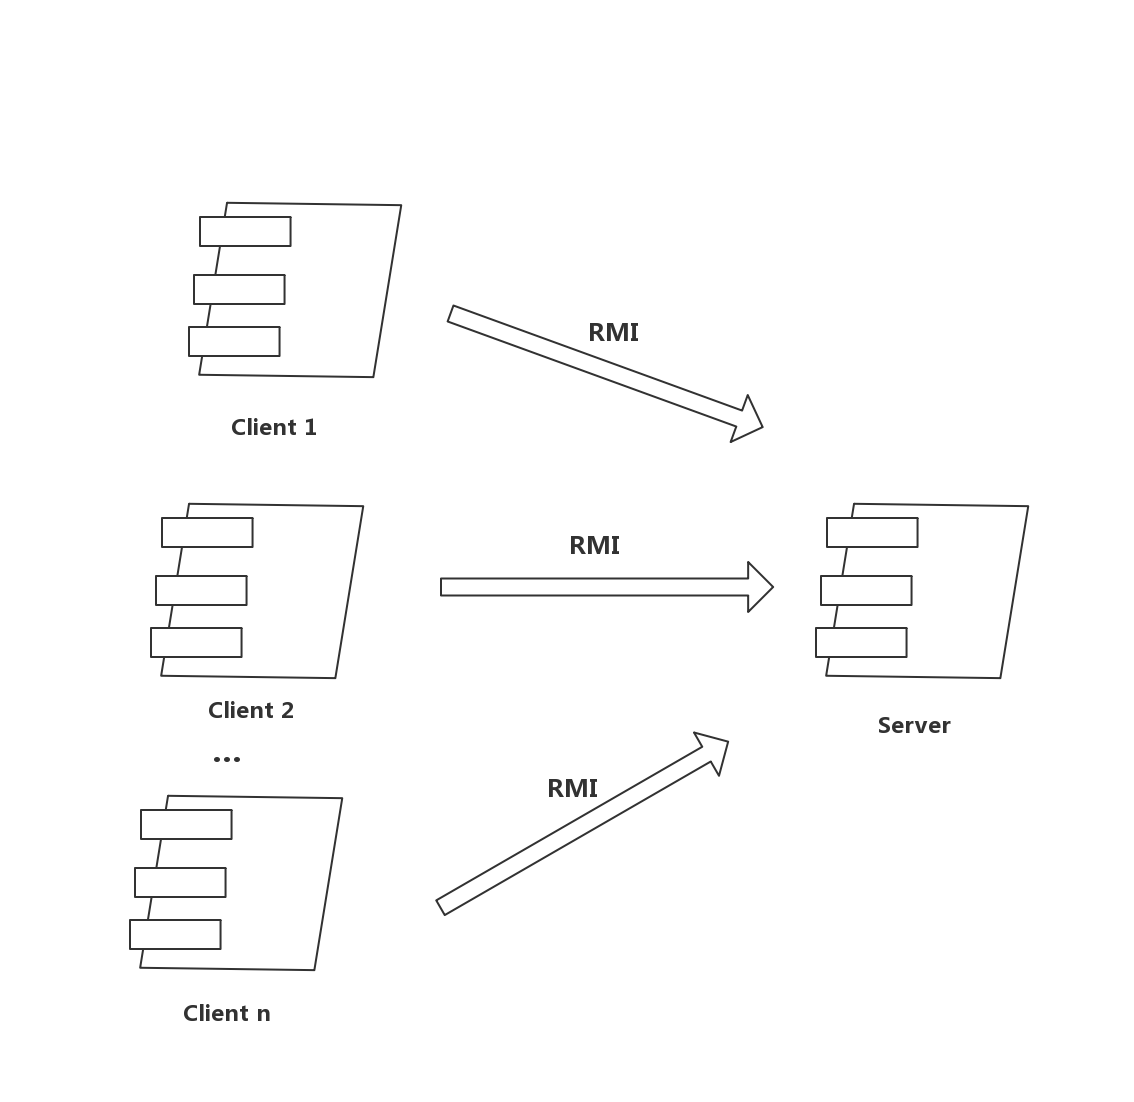 RMI
Client 1
RMI
Client 2
Server
...
RMI
Client n